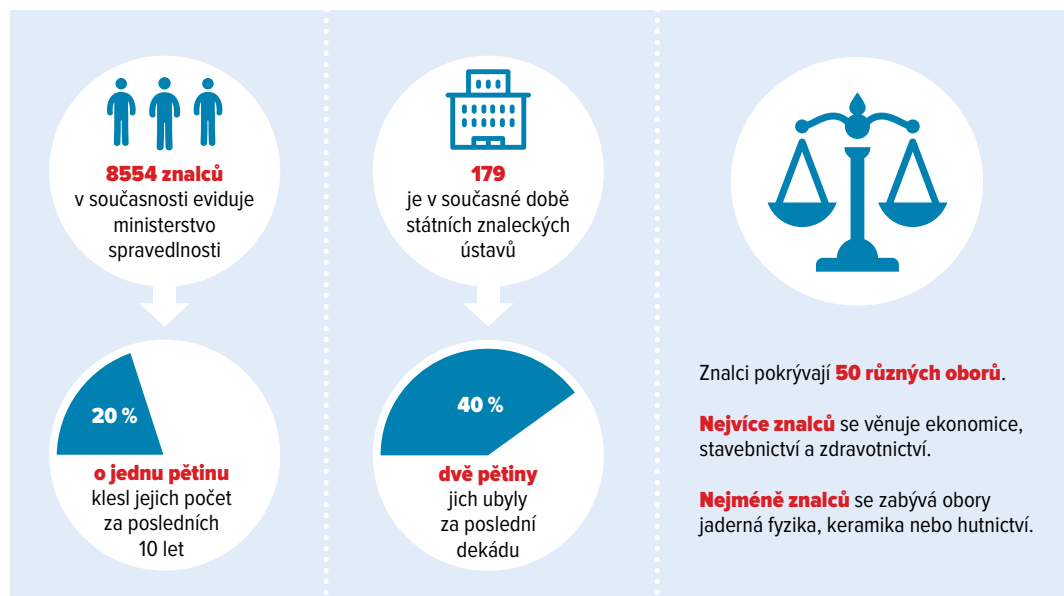 8554 znalců
v současnosti eviduje
ministerstvo
spravedlnosti
20 %
o jednu pětinu
klesl jejich počet
za posledních
10 let
179
je v současné době
státních znaleckých
ústavů
40 %
dvě pětiny
jich ubyly
za poslední
dekádu
Znalci pokrývají 50 různých oborů.
Nejvíce znalců se věnuje ekonomice,
stavebnictví a zdravotnictví.
Nejméně znalců se zabývá obory
jaderná fyzika, keramika nebo hutnictví.